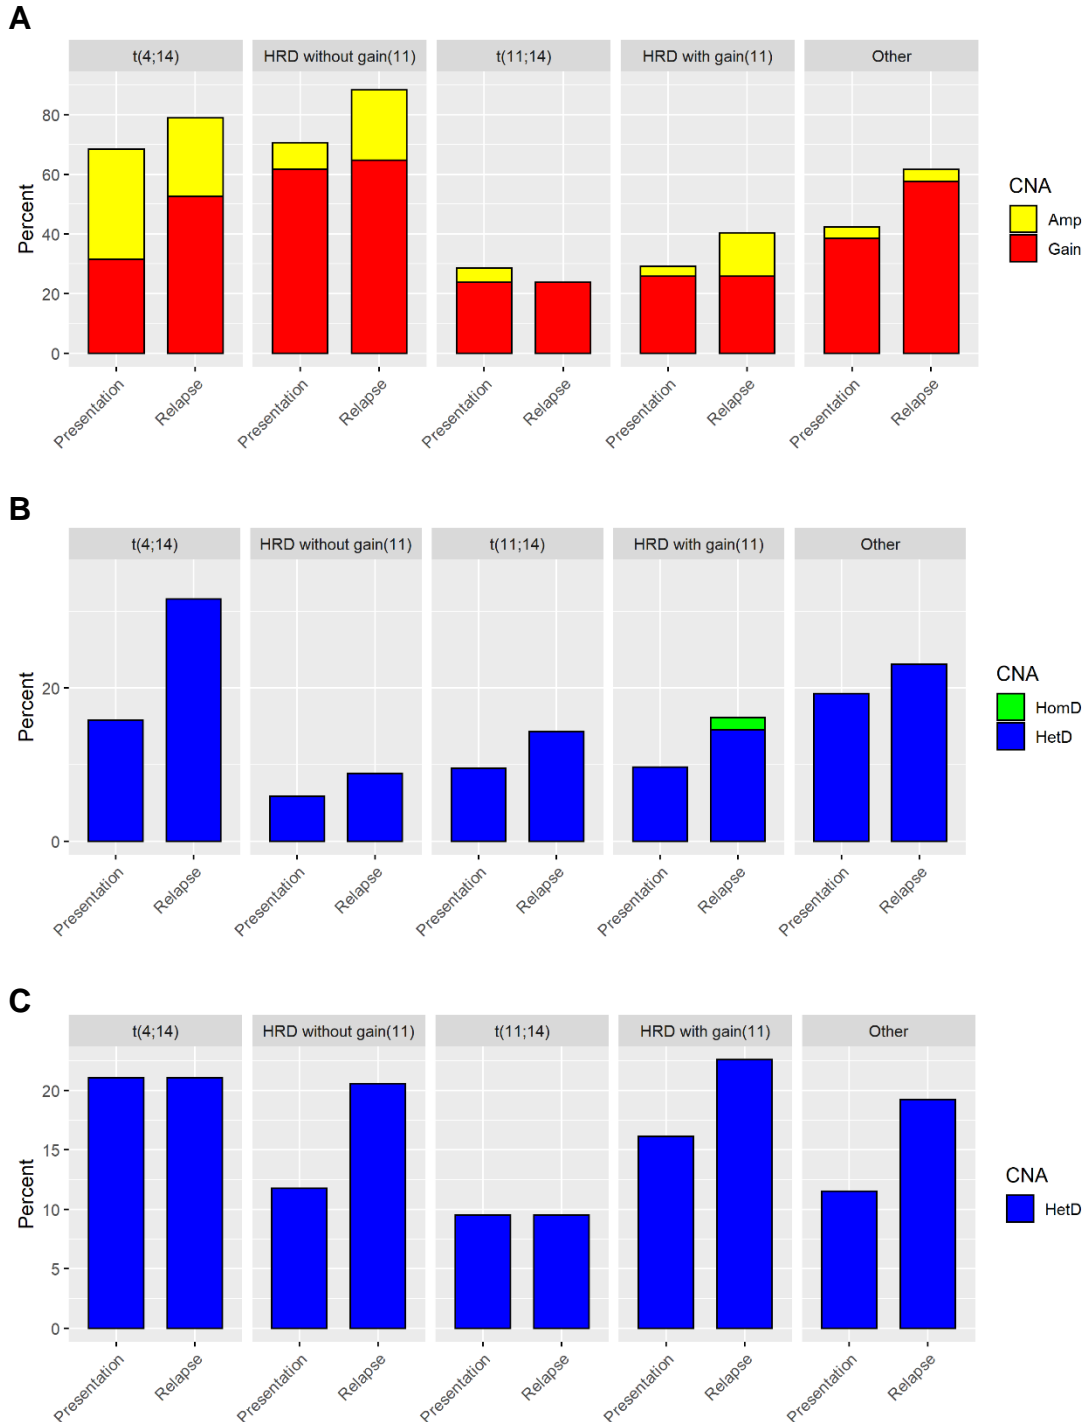 A
t(4;14) HRD without gain(11) t(11;14) HRD with gain(11) Other
80
60
40
20
0
Percent
CNA
Amp
Gain
Presentation Relapse Presentation Relapse Presentation Relapse Presentation Relapse Presentation Relapse
B
t(4;14) HRD without gain(11) t(11;14) HRD with gain(11) Other
20
0
Percent
CNA
HomD
HetD
Presentation Relapse Presentation Relapse Presentation Relapse Presentation Relapse Presentation Relapse
C
t(4;14) HRD without gain(11) t(11;14) HRD with gain(11) Other
20
15
10
5
0
Percent
CNA
HetD
Presentation Relapse Presentation Relapse Presentation Relapse Presentation Relapse Presentation Relapse